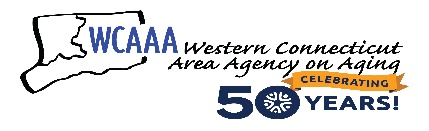 WCAAA Western Connecticut
Area Agency on Aging
CELEBRATING
50 YEARS!